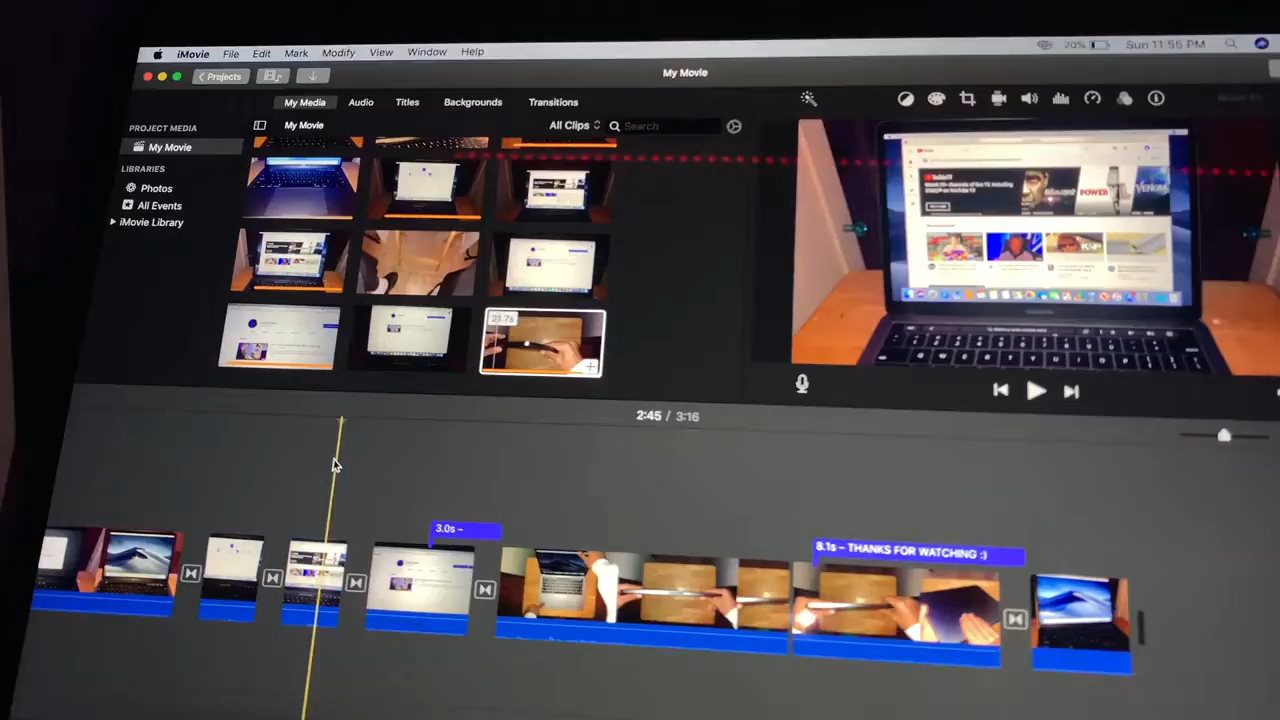 iMovie File Edit Mark Modify View Window Help 20% Sun 11:55 PM
Projects My Movie
My Media Audio Titles Backgrounds Transitions
PROJECT MEDIA
My Movie
LIBRARIES
Photos
All Events
iMovie Library
My Movie All Clips Search
POWER
VENOM
2:45 / 3:16
3.0s –
8.1s – THANKS FOR WATCHING :)